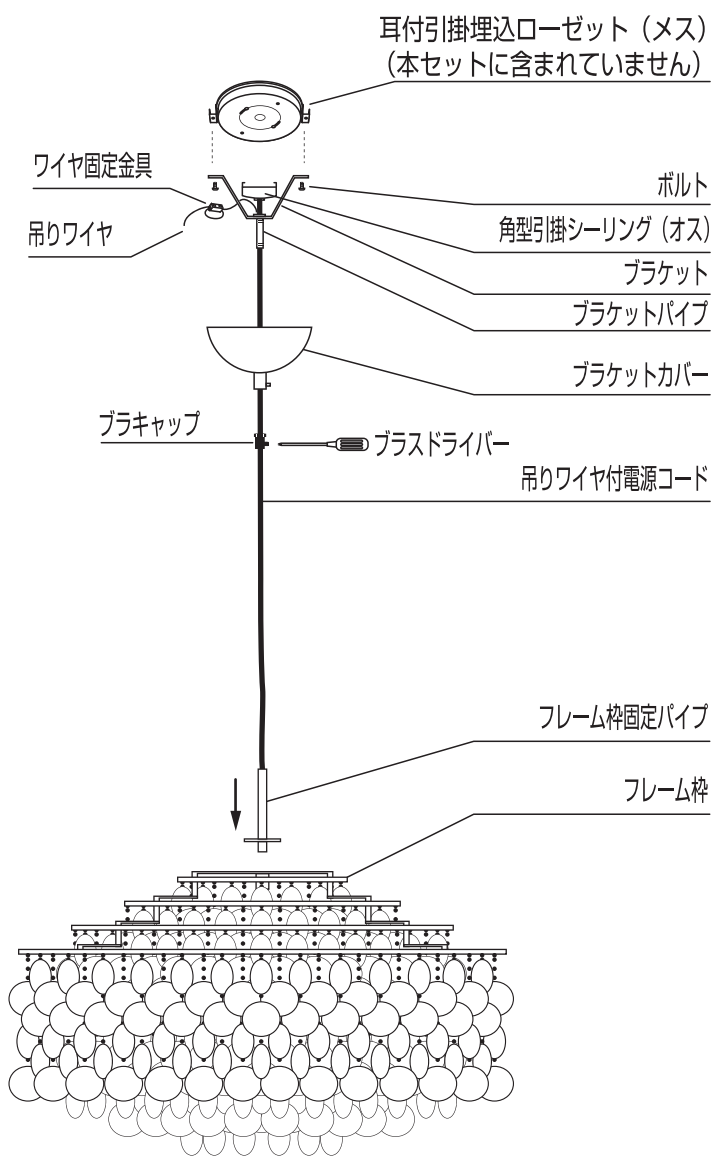 耳付引掛埋込ローゼット（メス）
（本セットに含まれていません）
ワイヤ固定金具
ボルト
吊りワイヤ
角型引掛シーリング（オス）
ブラケット
ブラケットパイプ
ブラケットカバー
ブラキャップ
プラスドライバー
吊りワイヤ付電源コード
フレーム枠固定パイプ
フレーム枠